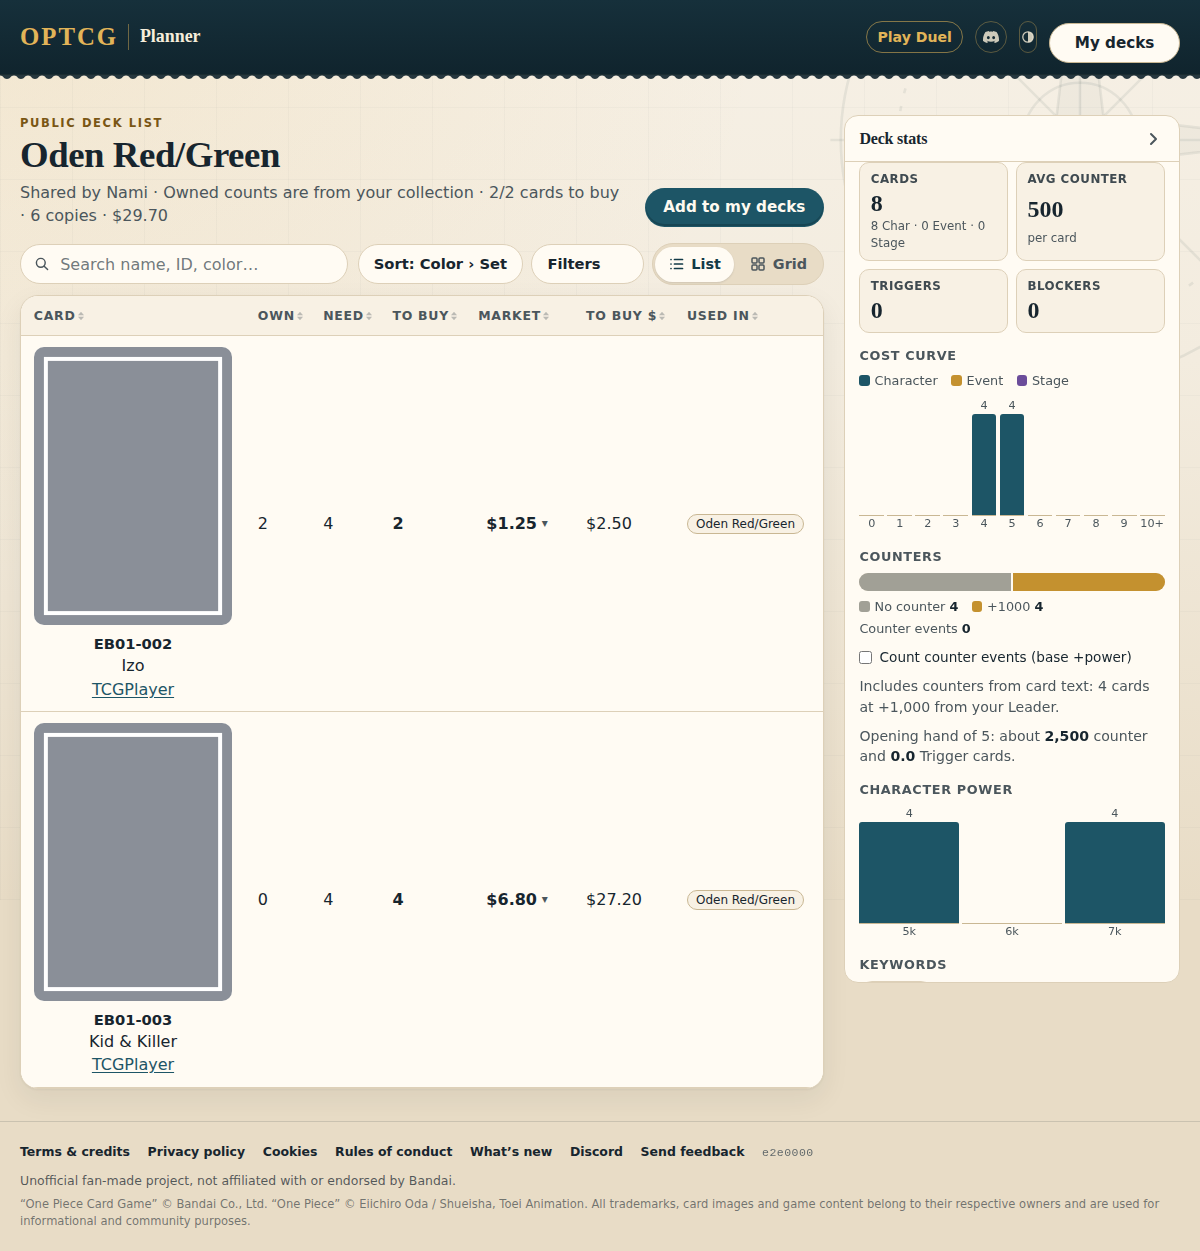 OPTCG
Planner
Play Duel
My decks
PUBLIC DECK LIST
Oden Red/Green
Shared by Nami · Owned counts are from your collection · 2/2 cards to buy
· 6 copies · $29.70
Add to my decks
Search name, ID, color…
Sort: Color › Set
Filters
List
Grid
CARD OWN NEED TO BUY MARKET TO BUY $ USED IN
2 4 2 $1.25 ▾ $2.50 Oden Red/Green
EB01-002
Izo
TCGPlayer
0 4 4 $6.80 ▾ $27.20 Oden Red/Green
EB01-003
Kid & Killer
TCGPlayer
Deck stats
CARDS
8
8 Char · 0 Event · 0
Stage
AVG COUNTER
500
per card
TRIGGERS
0
BLOCKERS
0
COST CURVE
Character Event Stage
4 4
0 1 2 3 4 5 6 7 8 9 10+
COUNTERS
No counter 4 +1000 4
Counter events 0
Count counter events (base +power)
Includes counters from card text: 4 cards
at +1,000 from your Leader.
Opening hand of 5: about 2,500 counter
and 0.0 Trigger cards.
CHARACTER POWER
4 4
5k 6k 7k
KEYWORDS
Terms & credits Privacy policy Cookies Rules of conduct What’s new Discord Send feedback e2e0000
Unofficial fan-made project, not affiliated with or endorsed by Bandai.
“One Piece Card Game” © Bandai Co., Ltd. “One Piece” © Eiichiro Oda / Shueisha, Toei Animation. All trademarks, card images and game content belong to their respective owners and are used for
informational and community purposes.